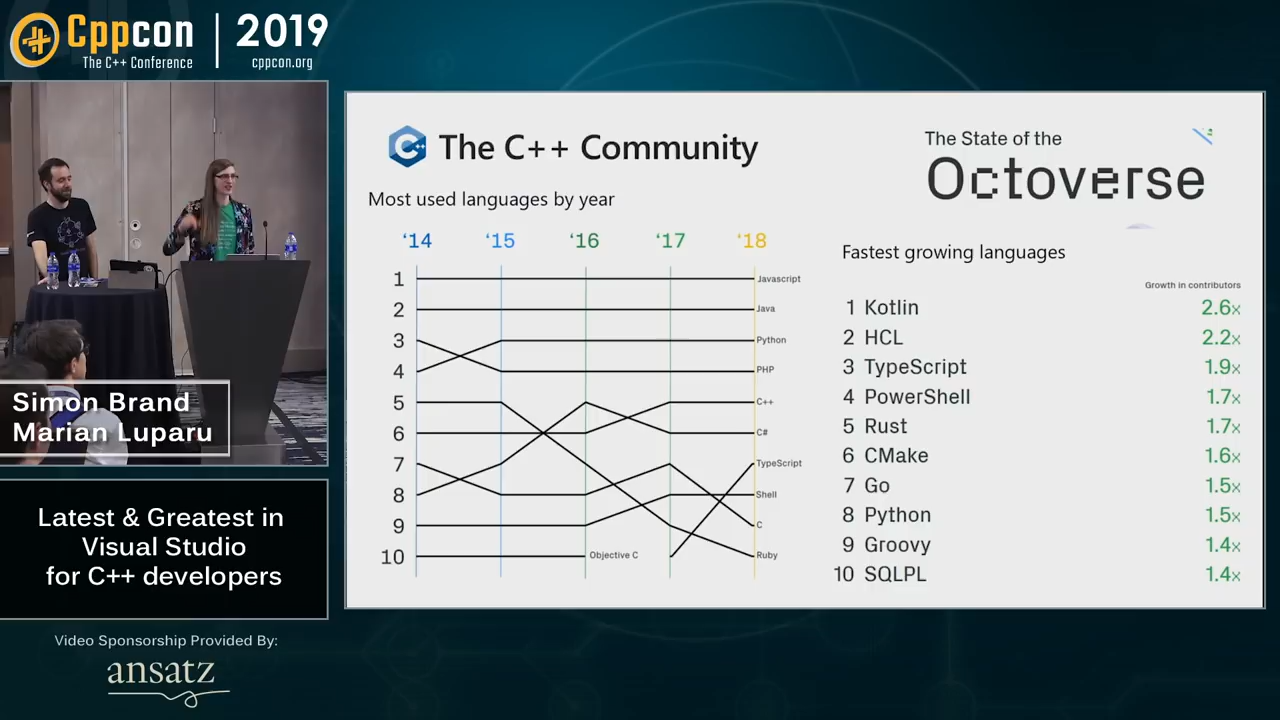 Cppcon
The C++ Conference
2019
cppcon.org
Simon Brand
Marian Luparu
Latest & Greatest in
Visual Studio
for C++ developers
Video Sponsorship Provided By:
ansatz
The C++ Community
Most used languages by year
'14 '15 '16 '17 '18
1 Javascript
2 Java
3 Python
4 PHP
5 C++
6 C#
7 TypeScript
8 Shell
9 C
10 Objective C Ruby
The State of the
Octoverse
Fastest growing languages
Growth in contributors
1 Kotlin 2.6x
2 HCL 2.2x
3 TypeScript 1.9x
4 PowerShell 1.7x
5 Rust 1.7x
6 CMake 1.6x
7 Go 1.5x
8 Python 1.5x
9 Groovy 1.4x
10 SQLPL 1.4x